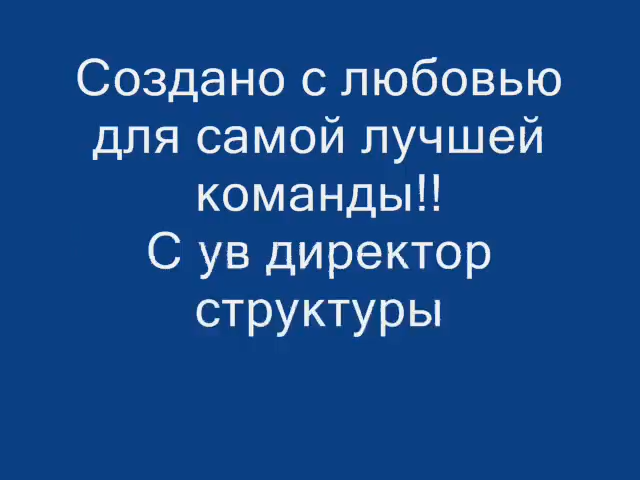 Создано с любовью
для самой лучшей
команды!!
С ув директор
структуры